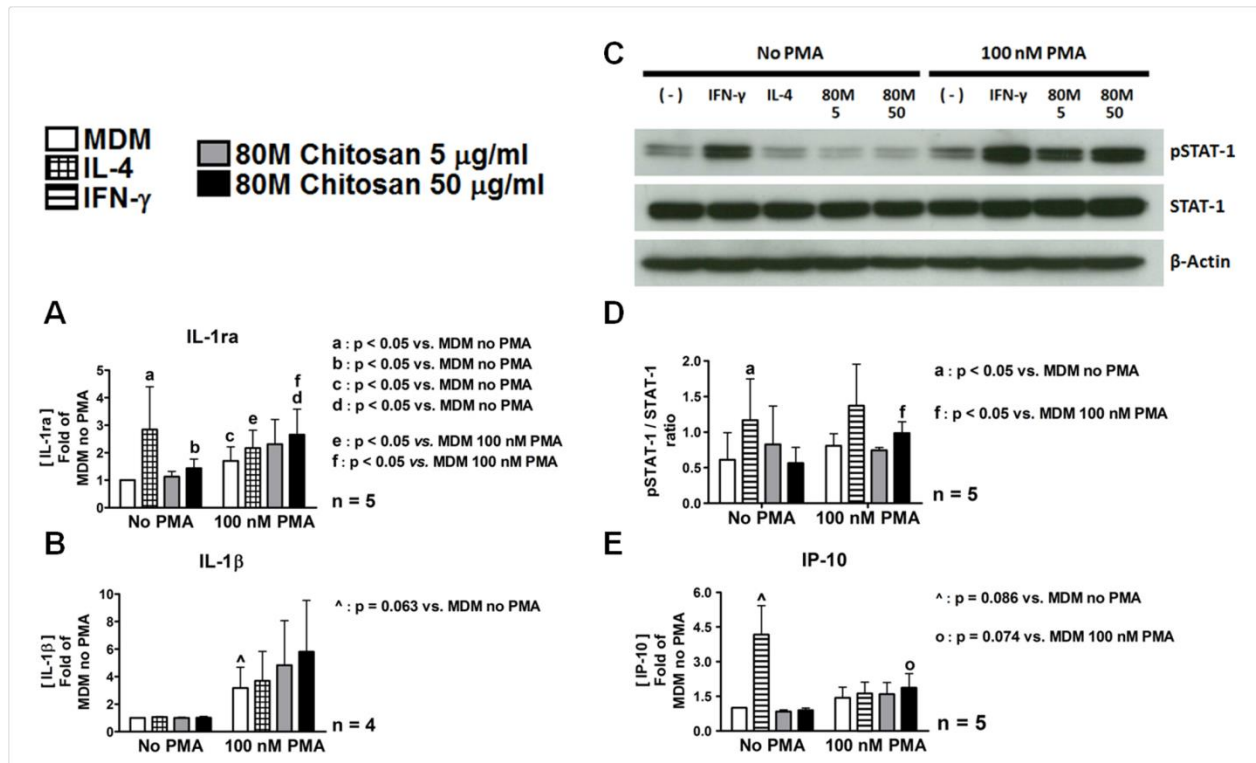 MDM
IL-4
IFN-γ
80M Chitosan 5 μg/ml
80M Chitosan 50 μg/ml
C
No PMA
100 nM PMA
( - )
IFN-γ
IL-4
80M
5
80M
50
( - )
IFN-γ
80M
5
80M
50
pSTAT-1
STAT-1
β-Actin
A
IL-1ra
[ IL-1ra]
Fold of
MDM no PMA
5
4
3
2
1
0
a
b
c
e
f
d
No PMA
100 nM PMA
a : p < 0.05 vs. MDM no PMA
b : p < 0.05 vs. MDM no PMA
c : p < 0.05 vs. MDM no PMA
d : p < 0.05 vs. MDM no PMA
e : p < 0.05 vs. MDM 100 nM PMA
f : p < 0.05 vs. MDM 100 nM PMA
n = 5
D
pSTAT-1 / STAT-1
ratio
2.0
1.5
1.0
0.5
0.0
a
f
No PMA
100 nM PMA
a : p < 0.05 vs. MDM no PMA
f : p < 0.05 vs. MDM 100 nM PMA
n = 5
B
IL-1β
[ IL-1β]
Fold of
MDM no PMA
10
8
6
4
2
0
^
No PMA
100 nM PMA
^ : p = 0.063 vs. MDM no PMA
n = 4
E
IP-10
[ IP-10]
Fold of
MDM no PMA
6.0
4.5
3.0
1.5
0.0
^
o
No PMA
100 nM PMA
^ : p = 0.086 vs. MDM no PMA
o : p = 0.074 vs. MDM 100 nM PMA
n = 5